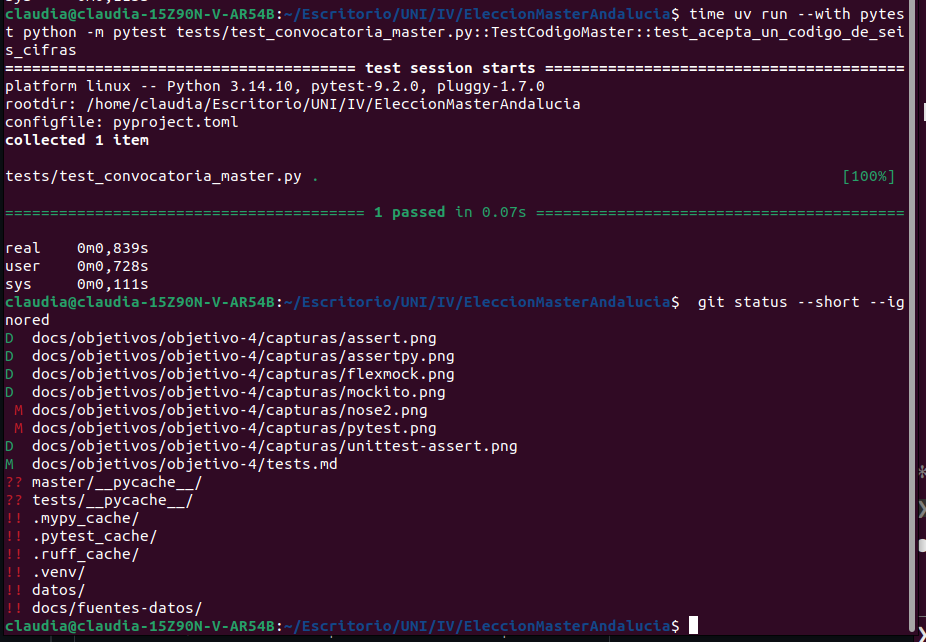 claudia@claudia-15Z90N-V-AR54B:~/Escritorio/UNI/IV/EleccionMasterAndalucia$ time uv run --with pytes
t python -m pytest tests/test_convocatoria_master.py::TestCodigoMaster::test_acepta_un_codigo_de_sei
s_cifras
====================================== test session starts =======================================
platform linux -- Python 3.14.10, pytest-9.2.0, pluggy-1.7.0
rootdir: /home/claudia/Escritorio/UNI/IV/EleccionMasterAndalucia
configfile: pyproject.toml
collected 1 item
tests/test_convocatoria_master.py . [100%]
======================================== 1 passed in 0.07s =========================================
real 0m0,839s
user 0m0,728s
sys 0m0,111s
claudia@claudia-15Z90N-V-AR54B:~/Escritorio/UNI/IV/EleccionMasterAndalucia$  git status --short --ig
nored
D  docs/objetivos/objetivo-4/capturas/assert.png
D  docs/objetivos/objetivo-4/capturas/assertpy.png
D  docs/objetivos/objetivo-4/capturas/flexmock.png
D  docs/objetivos/objetivo-4/capturas/mockito.png
 M docs/objetivos/objetivo-4/capturas/nose2.png
 M docs/objetivos/objetivo-4/capturas/pytest.png
D  docs/objetivos/objetivo-4/capturas/unittest-assert.png
M  docs/objetivos/objetivo-4/tests.md
?? master/__pycache__/
?? tests/__pycache__/
!! .mypy_cache/
!! .pytest_cache/
!! .ruff_cache/
!! .venv/
!! datos/
!! docs/fuentes-datos/
claudia@claudia-15Z90N-V-AR54B:~/Escritorio/UNI/IV/EleccionMasterAndalucia$